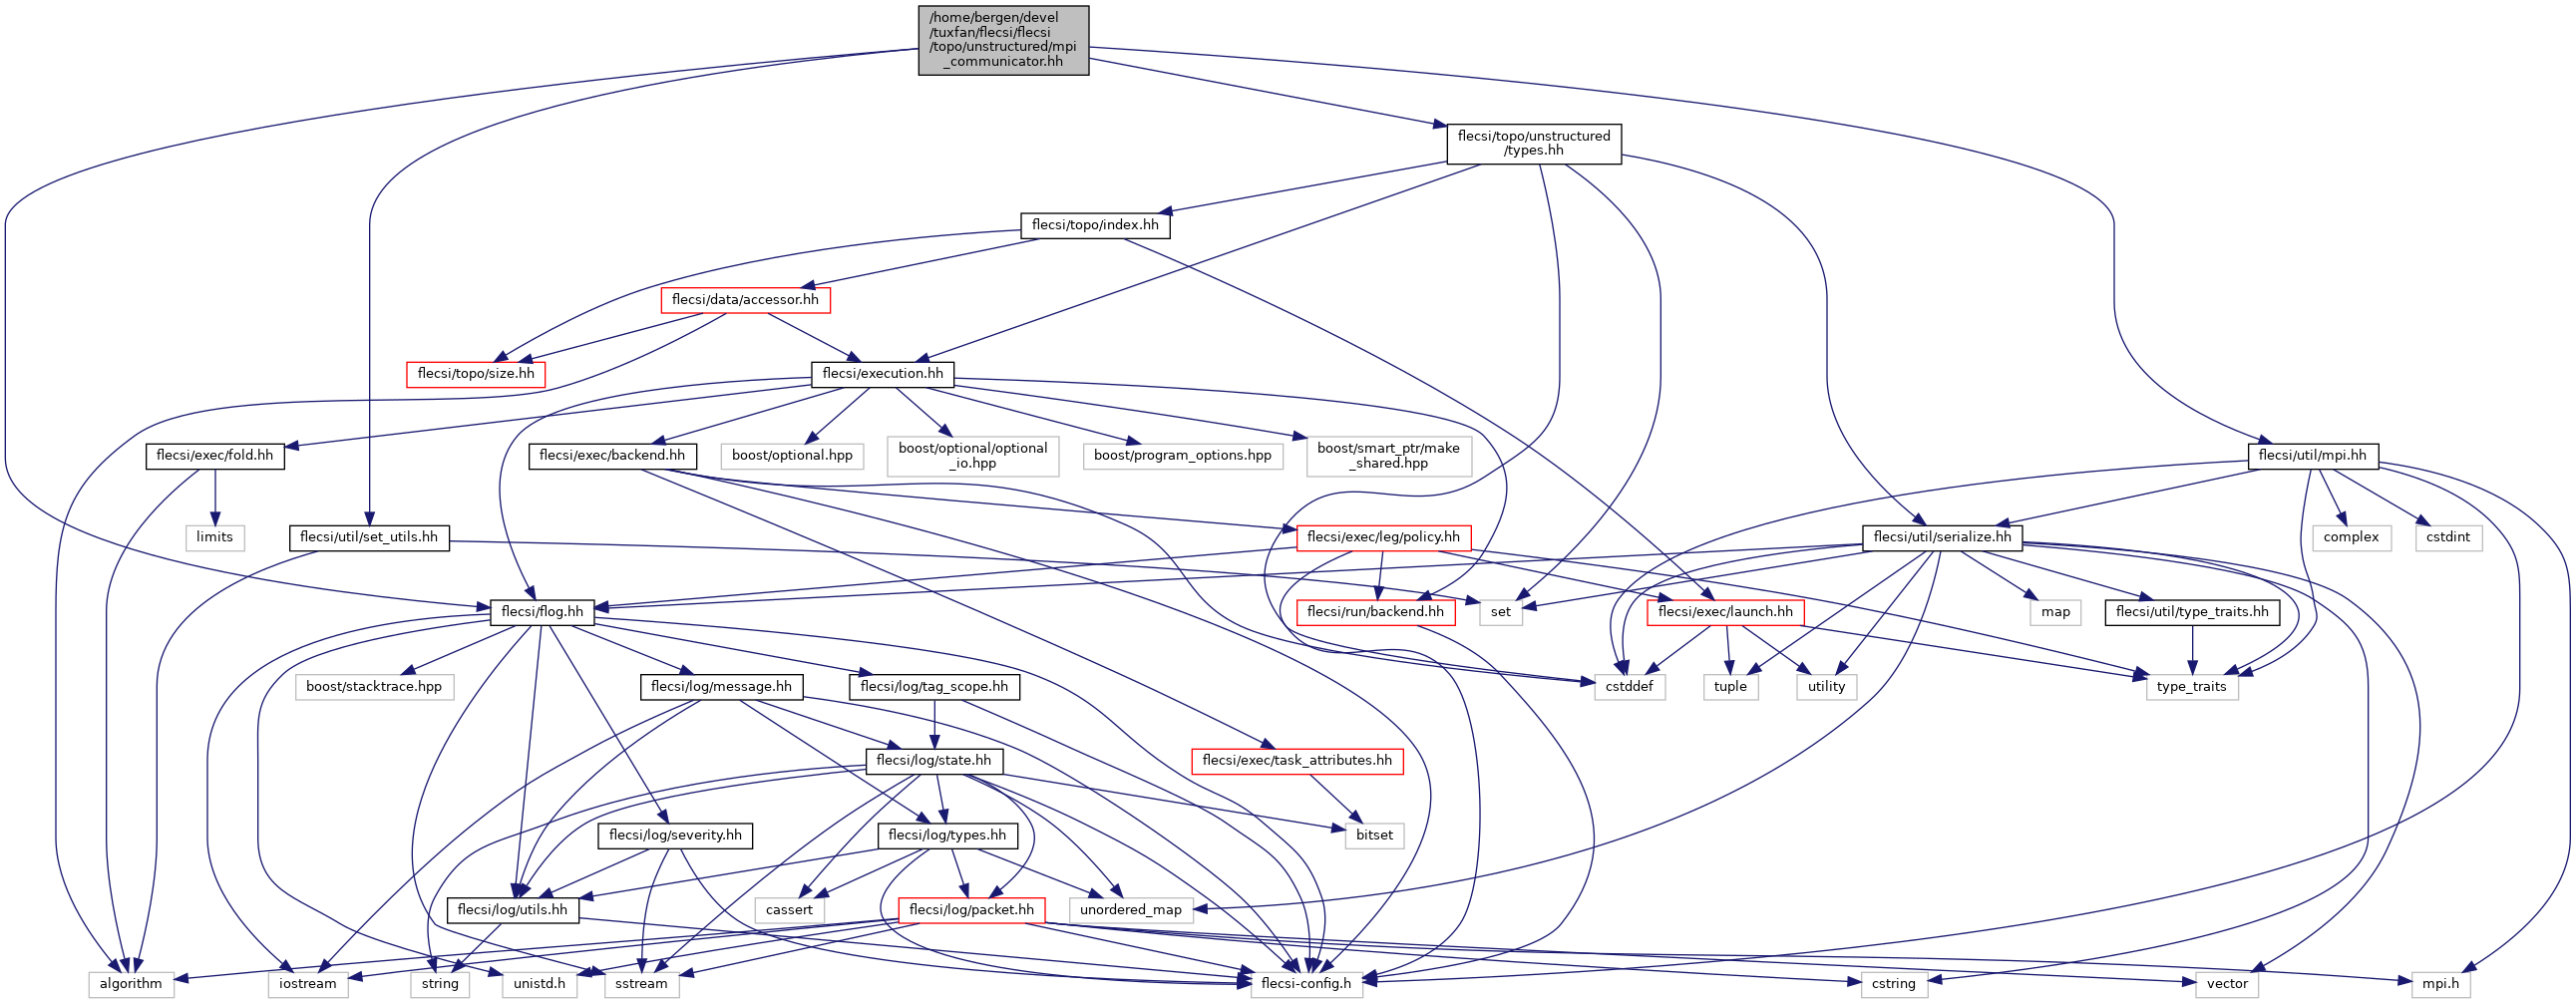 /home/bergen/devel
/tuxfan/flecsi/flecsi
/topo/unstructured/mpi
_communicator.hh
flecsi/topo/unstructured
/types.hh
flecsi/topo/index.hh
flecsi/data/accessor.hh
flecsi/topo/size.hh
flecsi/execution.hh
flecsi/exec/fold.hh
flecsi/exec/backend.hh
boost/optional.hpp
boost/optional/optional
_io.hpp
boost/program_options.hpp
boost/smart_ptr/make
_shared.hpp
flecsi/util/mpi.hh
limits
flecsi/util/set_utils.hh
flecsi/exec/leg/policy.hh
flecsi/util/serialize.hh
complex
cstdint
flecsi/flog.hh
flecsi/run/backend.hh
set
flecsi/exec/launch.hh
map
flecsi/util/type_traits.hh
boost/stacktrace.hpp
flecsi/log/message.hh
flecsi/log/tag_scope.hh
cstddef
tuple
utility
type_traits
flecsi/log/state.hh
flecsi/exec/task_attributes.hh
flecsi/log/severity.hh
flecsi/log/types.hh
bitset
flecsi/log/utils.hh
cassert
flecsi/log/packet.hh
unordered_map
algorithm
iostream
string
unistd.h
sstream
flecsi-config.h
cstring
vector
mpi.h